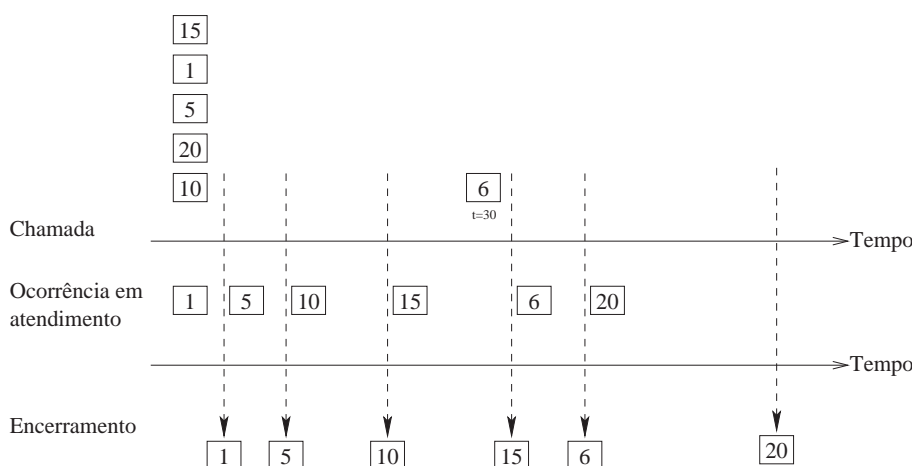 15
1
5
20
10
6
t=30
Chamada
Tempo
Ocorrência em
atendimento
1 5 10 15 6 20
Tempo
Encerramento
1 5 10 15 6 20